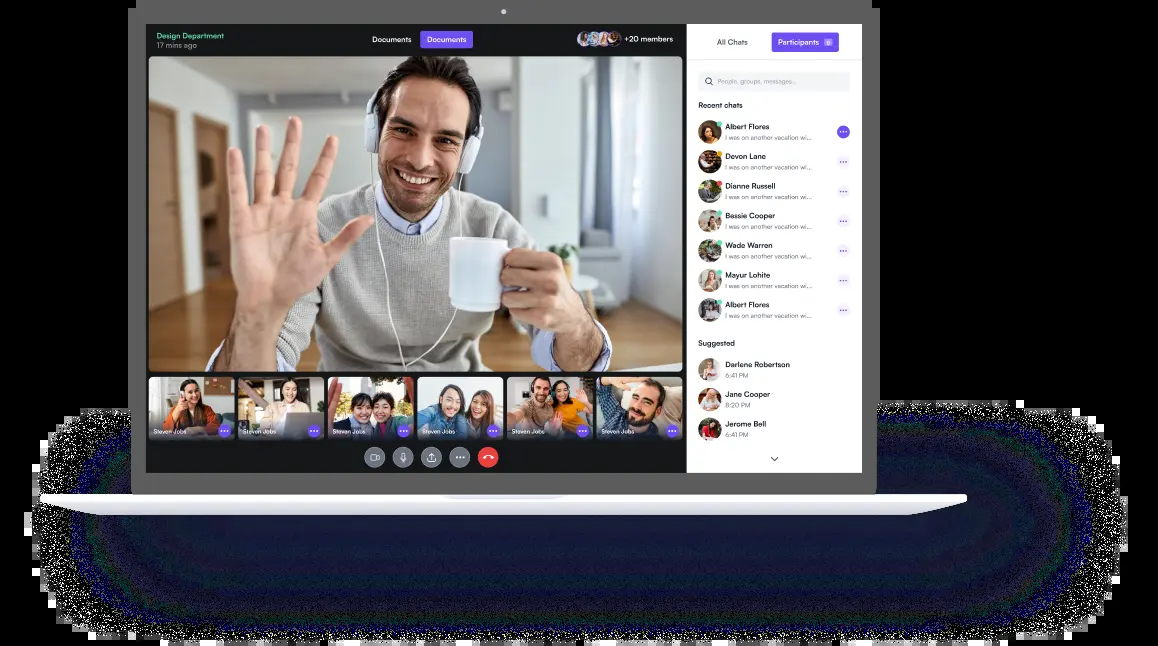 Design Department
17 mins ago
Documents
Documents
+20 members
All Chats
Participants
People, groups, messages...
Recent chats
Albert Flores
I was on another vacation wi...
Devon Lane
I was on another vacation wi...
Dianne Russell
I was on another vacation wi...
Bessie Cooper
I was on another vacation wi...
Wade Warren
I was on another vacation wi...
Mayur Lohite
I was on another vacation wi...
Albert Flores
I was on another vacation wi...
Suggested
Darlene Robertson
6:41 PM
Jane Cooper
8:20 PM
Jerome Bell
6:41 PM
Steven Jobs
Steven Jobs
Steven Jobs
Steven Jobs
Steven Jobs
Steven Jobs